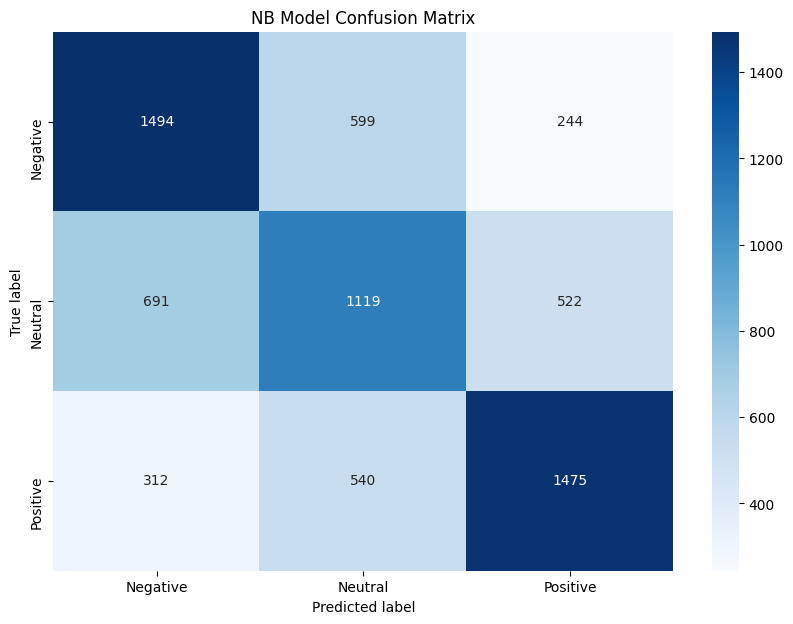 NB Model Confusion Matrix
1494 599 244
691 1119 522
312 540 1475
Negative
Neutral
Positive
True label
Negative Neutral Positive
Predicted label
1400
1200
1000
800
600
400